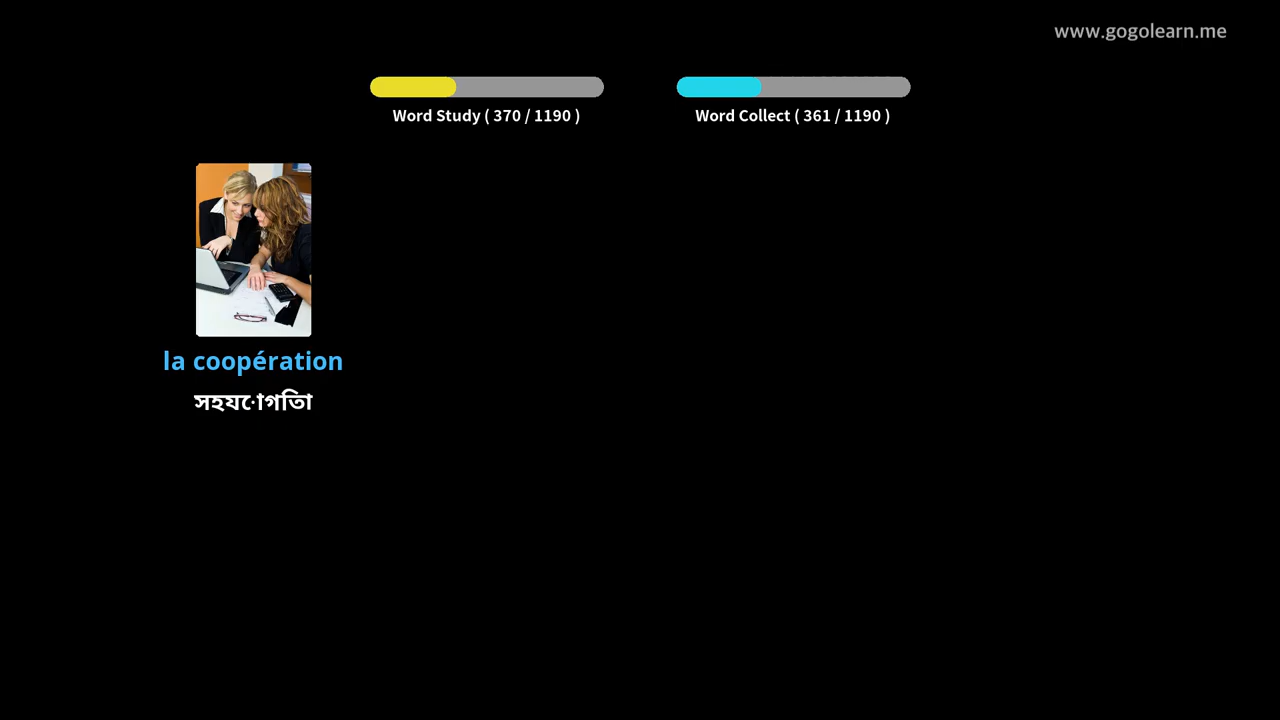 www.gogolearn.me
Word Study ( 370 / 1190 )
Word Collect ( 361 / 1190 )
la coopération
সহযোগিতা